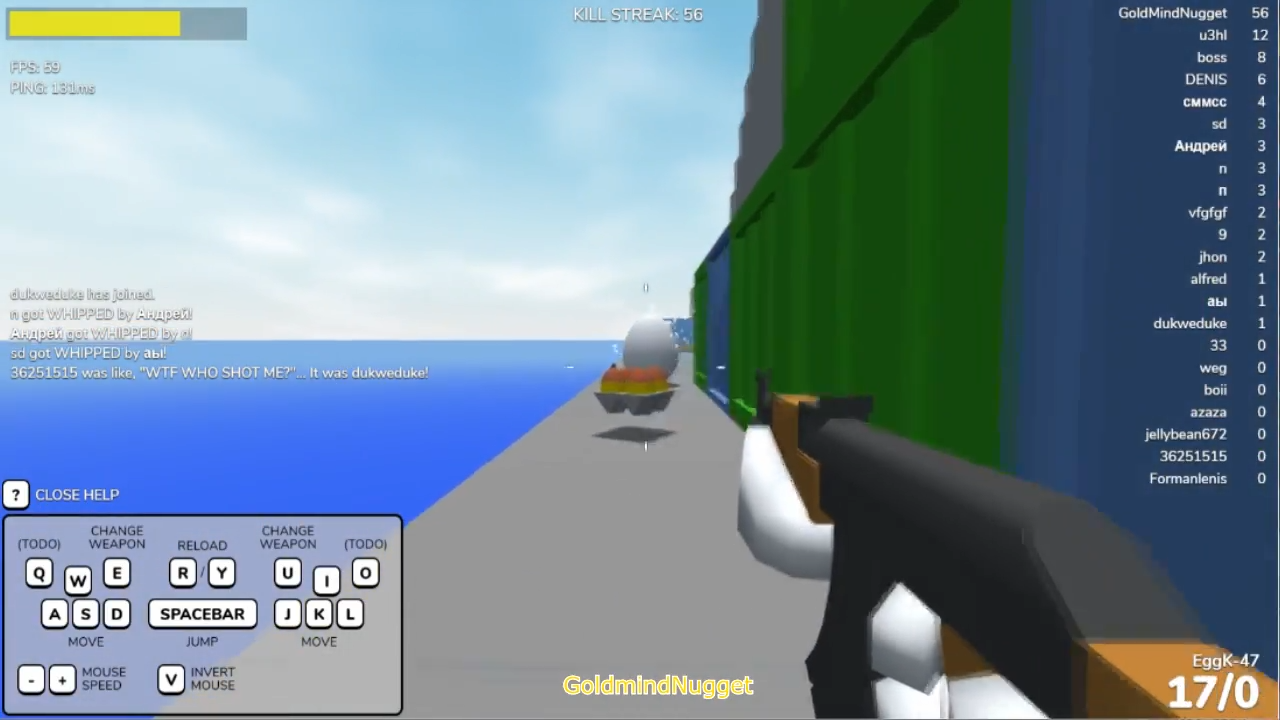 KILL STREAK: 56
FPS: 59
PING: 131ms
GoldMindNugget 56
u3hl 12
boss 8
DENIS 6
сммсс 4
sd 3
Андрей 3
n 3
п 3
vfgfgf 2
9 2
jhon 2
alfred 1
аы 1
dukweduke 1
33 0
weg 0
boii 0
azaza 0
jellybean672 0
36251515 0
Formanlenis 0
dukweduke has joined.
n got WHIPPED by Андрей!
Андрей got WHIPPED by n!
sd got WHIPPED by аы!
36251515 was like, "WTF WHO SHOT ME?"... It was dukweduke!
? CLOSE HELP
(TODO) CHANGE WEAPON RELOAD CHANGE WEAPON (TODO)
Q W E R / Y U I O
A S D SPACEBAR J K L
MOVE JUMP MOVE
- + MOUSE SPEED V INVERT MOUSE
GoldmindNugget
EggK-47
17/0